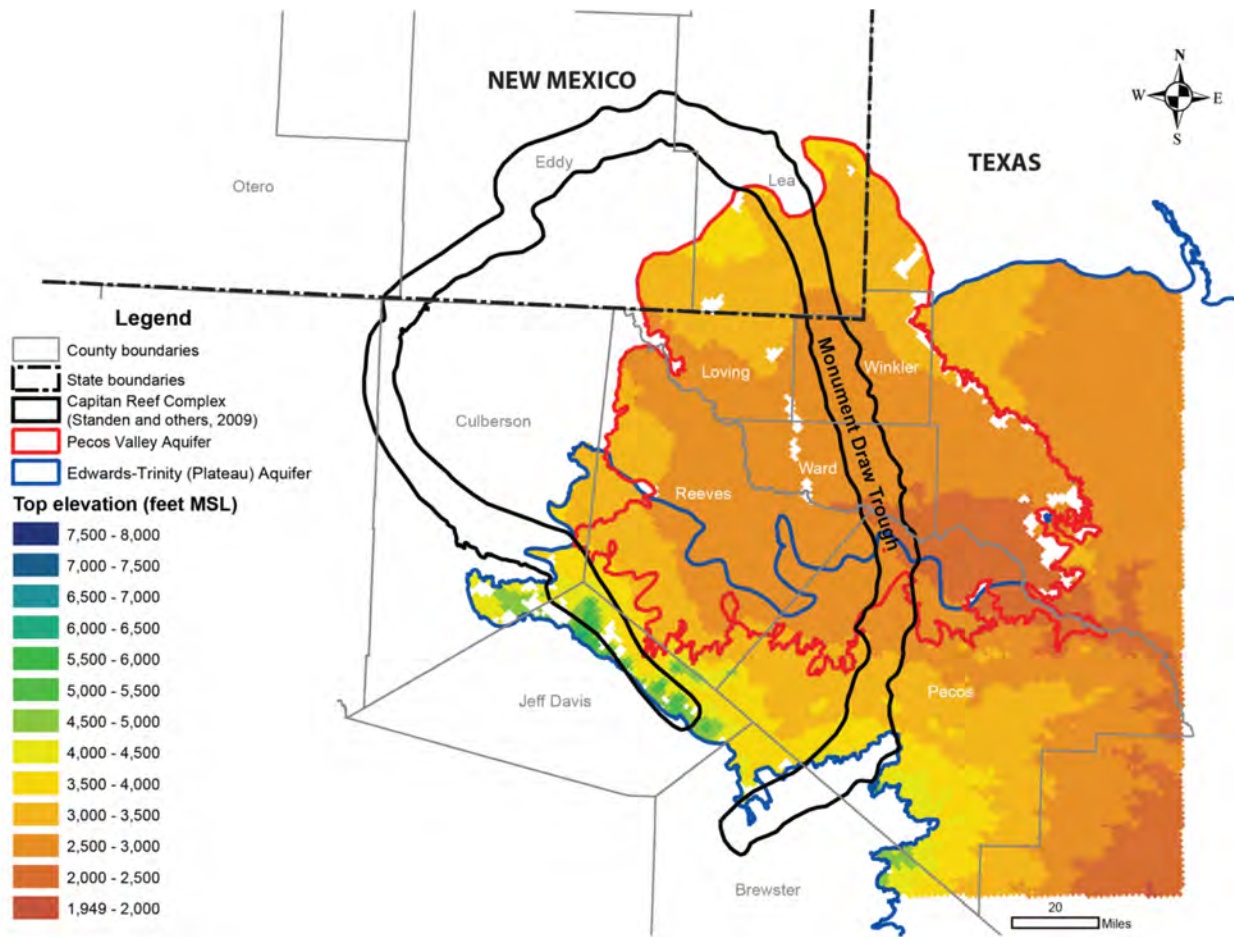 NEW MEXICO
N
W
E
S
TEXAS
Eddy
Lea
Otero
Legend
County boundaries
State boundaries
Capitan Reef Complex
(Standen and others, 2009)
Pecos Valley Aquifer
Edwards-Trinity (Plateau) Aquifer
Top elevation (feet MSL)
7,500 - 8,000
7,000 - 7,500
6,500 - 7,000
6,000 - 6,500
5,500 - 6,000
5,000 - 5,500
4,500 - 5,000
4,000 - 4,500
3,500 - 4,000
3,000 - 3,500
2,500 - 3,000
2,000 - 2,500
1,949 - 2,000
Loving
Winkler
Monument Draw Trough
Culberson
Ward
Reeves
Jeff Davis
Pecos
Brewster
20
Miles